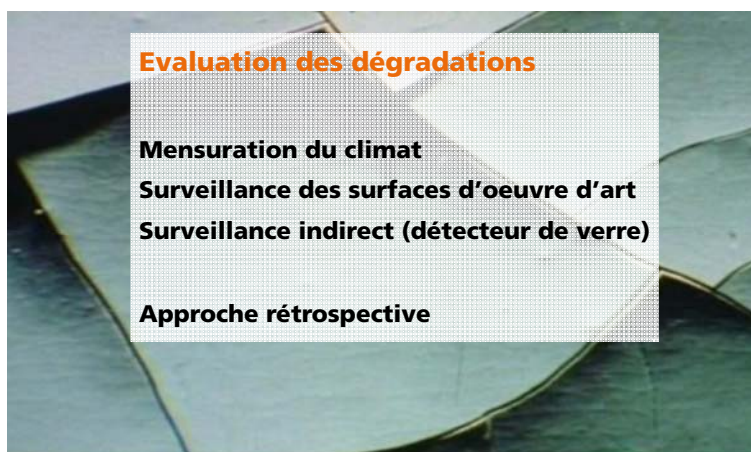 Evaluation des dégradations
Mensuration du climat
Surveillance des surfaces d'oeuvre d'art
Surveillance indirect (détecteur de verre)
Approche rétrospective